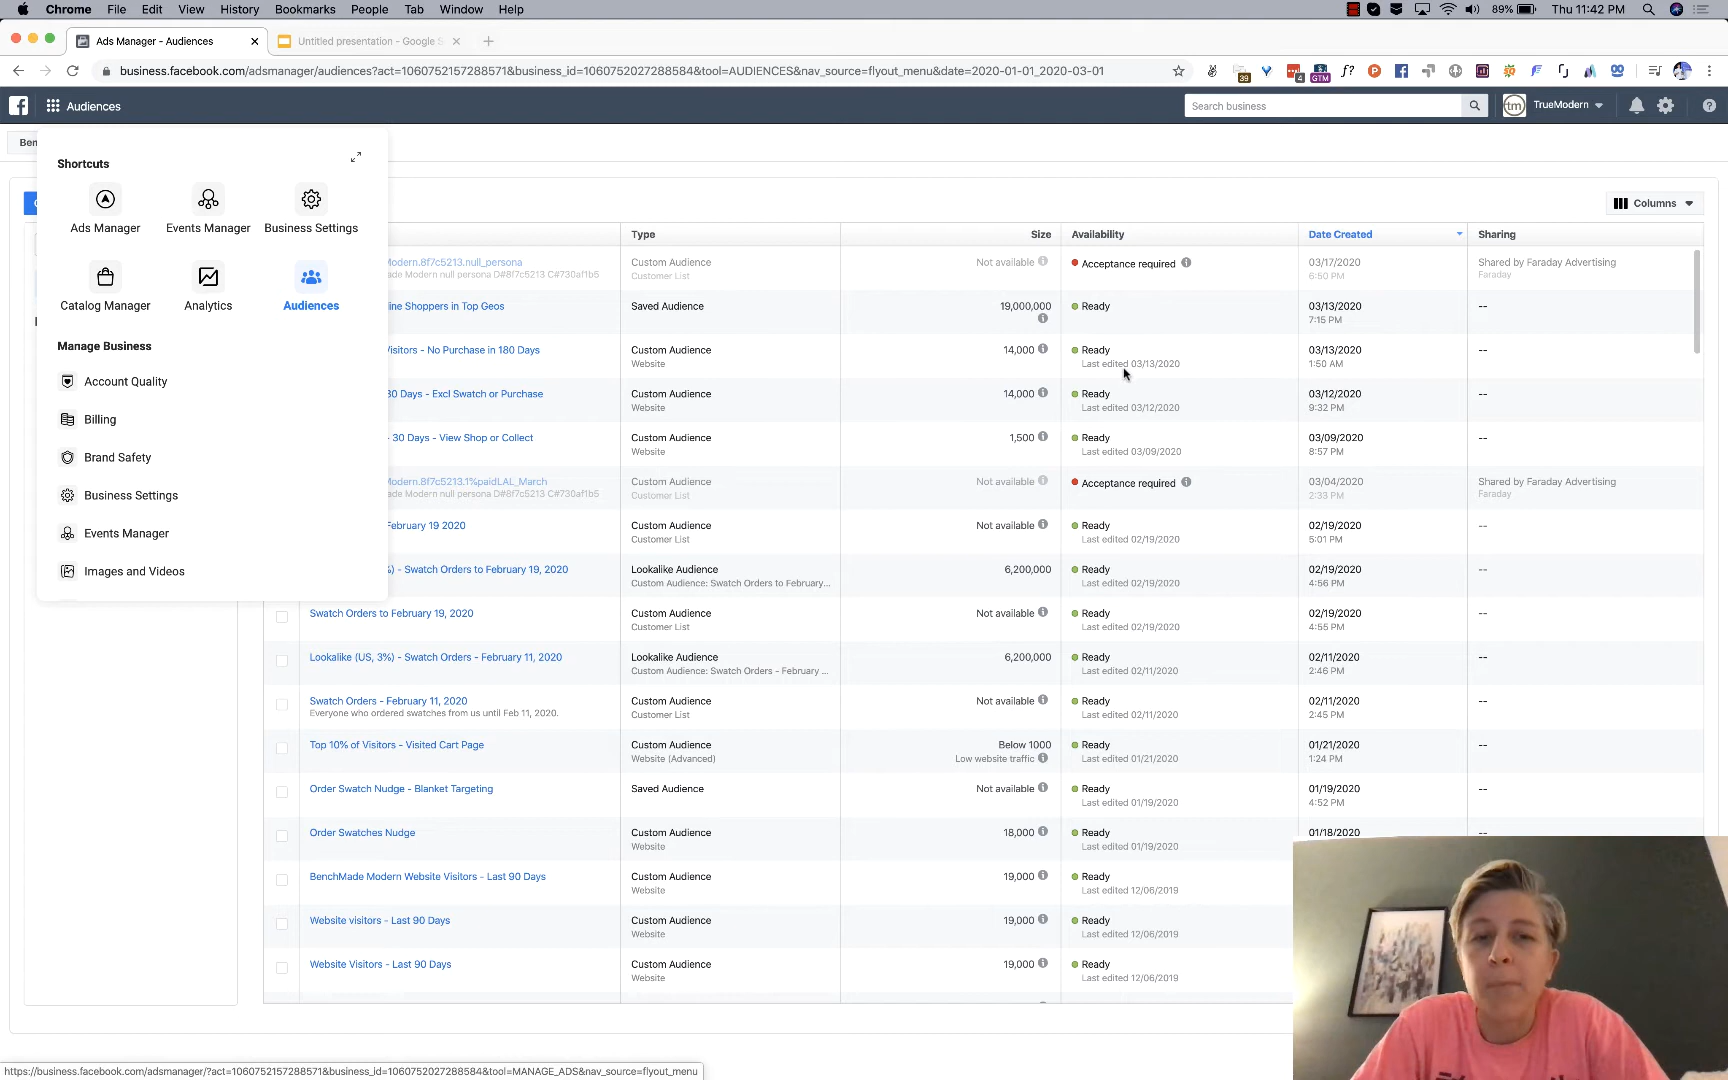 Chrome File Edit View History Bookmarks People Tab Window Help
89% Thu 11:42 PM
Ads Manager - Audiences
Untitled presentation - Google S
business.facebook.com/adsmanager/audiences?act=1060752157288571&business_id=1060752027288584&tool=AUDIENCES&nav_source=flyout_menu&date=2020-01-01_2020-03-01
39
4
GTM
f?
Audiences
Search business
tm
TrueModern
Ben
Shortcuts
Ads Manager Events Manager Business Settings
Catalog Manager Analytics Audiences
Manage Business
Account Quality
Billing
Brand Safety
Business Settings
Events Manager
Images and Videos
Columns
Type Size Availability Date Created Sharing
odern.8f7c5213.null_persona Custom Audience Not available Acceptance required 03/17/2020 Shared by Faraday Advertising
ade Modern null persona D#8f7c5213 C#730af1b5 Customer List 6:50 PM Faraday
ine Shoppers in Top Geos Saved Audience 19,000,000 Ready 03/13/2020 --
7:15 PM
isitors - No Purchase in 180 Days Custom Audience 14,000 Ready 03/13/2020 --
Website Last edited 03/13/2020 1:50 AM
30 Days - Excl Swatch or Purchase Custom Audience 14,000 Ready 03/12/2020 --
Website Last edited 03/12/2020 9:32 PM
- 30 Days - View Shop or Collect Custom Audience 1,500 Ready 03/09/2020 --
Website Last edited 03/09/2020 8:57 PM
odern.8f7c5213.1%paidLAL_March Custom Audience Not available Acceptance required 03/04/2020 Shared by Faraday Advertising
ade Modern null persona D#8f7c5213 C#730af1b5 Customer List 2:33 PM Faraday
ebruary 19 2020 Custom Audience Not available Ready 02/19/2020 --
Customer List Last edited 02/19/2020 5:01 PM
%) - Swatch Orders to February 19, 2020 Lookalike Audience 6,200,000 Ready 02/19/2020 --
Custom Audience: Swatch Orders to February... Last edited 02/19/2020 4:56 PM
Swatch Orders to February 19, 2020 Custom Audience Not available Ready 02/19/2020 --
Customer List Last edited 02/19/2020 4:55 PM
Lookalike (US, 3%) - Swatch Orders - February 11, 2020 Lookalike Audience 6,200,000 Ready 02/11/2020 --
Custom Audience: Swatch Orders - February ... Last edited 02/11/2020 2:46 PM
Swatch Orders - February 11, 2020 Custom Audience Not available Ready 02/11/2020 --
Everyone who ordered swatches from us until Feb 11, 2020. Customer List Last edited 02/11/2020 2:45 PM
Top 10% of Visitors - Visited Cart Page Custom Audience Below 1000 Ready 01/21/2020 --
Website (Advanced) Low website traffic Last edited 01/21/2020 1:24 PM
Order Swatch Nudge - Blanket Targeting Saved Audience Not available Ready 01/19/2020 --
Last edited 01/19/2020 4:52 PM
Order Swatches Nudge Custom Audience 18,000 Ready 01/18/2020 --
Website Last edited 01/19/2020
BenchMade Modern Website Visitors - Last 90 Days Custom Audience 19,000 Ready
Website Last edited 12/06/2019
Website visitors - Last 90 Days Custom Audience 19,000 Ready
Website Last edited 12/06/2019
Website Visitors - Last 90 Days Custom Audience 19,000 Ready
Website Last edited 12/06/2019
https://business.facebook.com/adsmanager/?act=1060752157288571&business_id=1060752027288584&tool=MANAGE_ADS&nav_source=flyout_menu